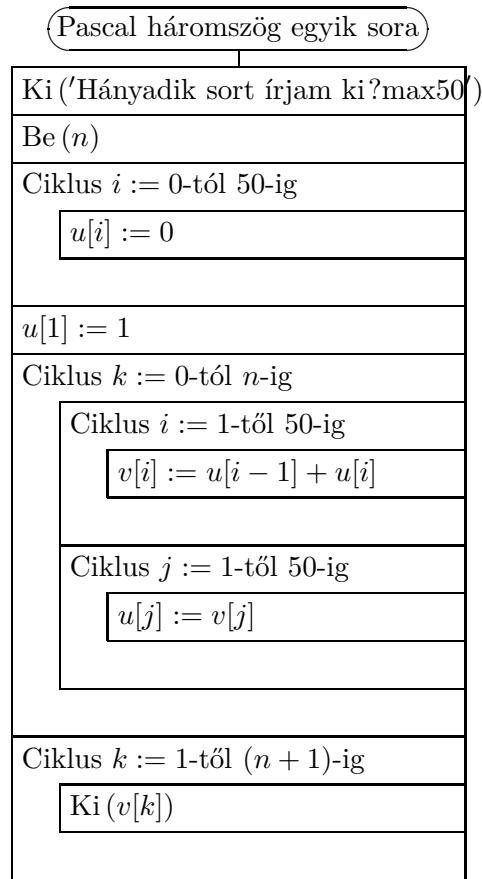 Pascal háromszög egyik sora
Ki ('Hányadik sort írjam ki?max50')
Be (n)
Ciklus i := 0-tól 50-ig
u[i] := 0
u[1] := 1
Ciklus k := 0-tól n-ig
Ciklus i := 1-től 50-ig
v[i] := u[i − 1] + u[i]
Ciklus j := 1-től 50-ig
u[j] := v[j]
Ciklus k := 1-től (n + 1)-ig
Ki (v[k])